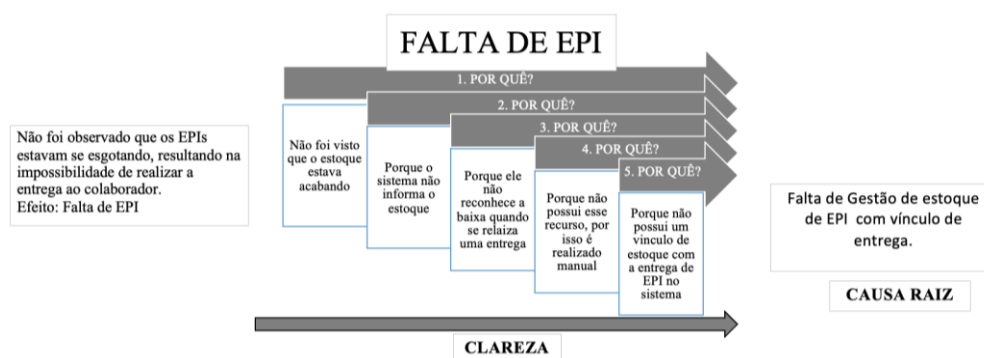 FALTA DE EPI
1. POR QUÊ?
2. POR QUÊ?
3. POR QUÊ?
4. POR QUÊ?
5. POR QUÊ?
Não foi observado que os EPIs
estavam se esgotando, resultando na
impossibilidade de realizar a
entrega ao colaborador.
Efeito: Falta de EPI
Não foi visto
que o estoque
estava
acabando
Porque o
sistema não
informa o
estoque
Porque ele
não
reconhece a
baixa quando
se relaiza
uma entrega
Porque não
possui esse
recurso, por
isso é
realizado
manual
Porque não
possui um
vinculo de
estoque com
a entrega de
EPI no
sistema
Falta de Gestão de estoque
de EPI com vínculo de
entrega.
CAUSA RAIZ
CLAREZA